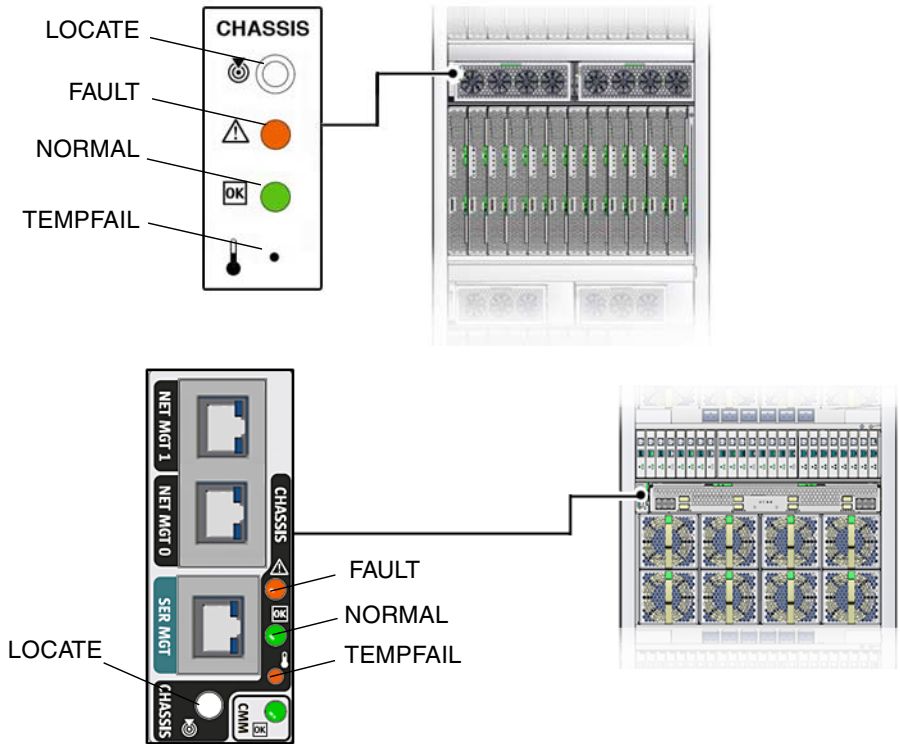 LOCATE
FAULT
NORMAL
TEMPFAIL
CHASSIS
OK
NET MGT 1
NET MGT 0
SER MGT
CHASSIS
OK
CHASSIS
CMM
OK
FAULT
NORMAL
TEMPFAIL
LOCATE